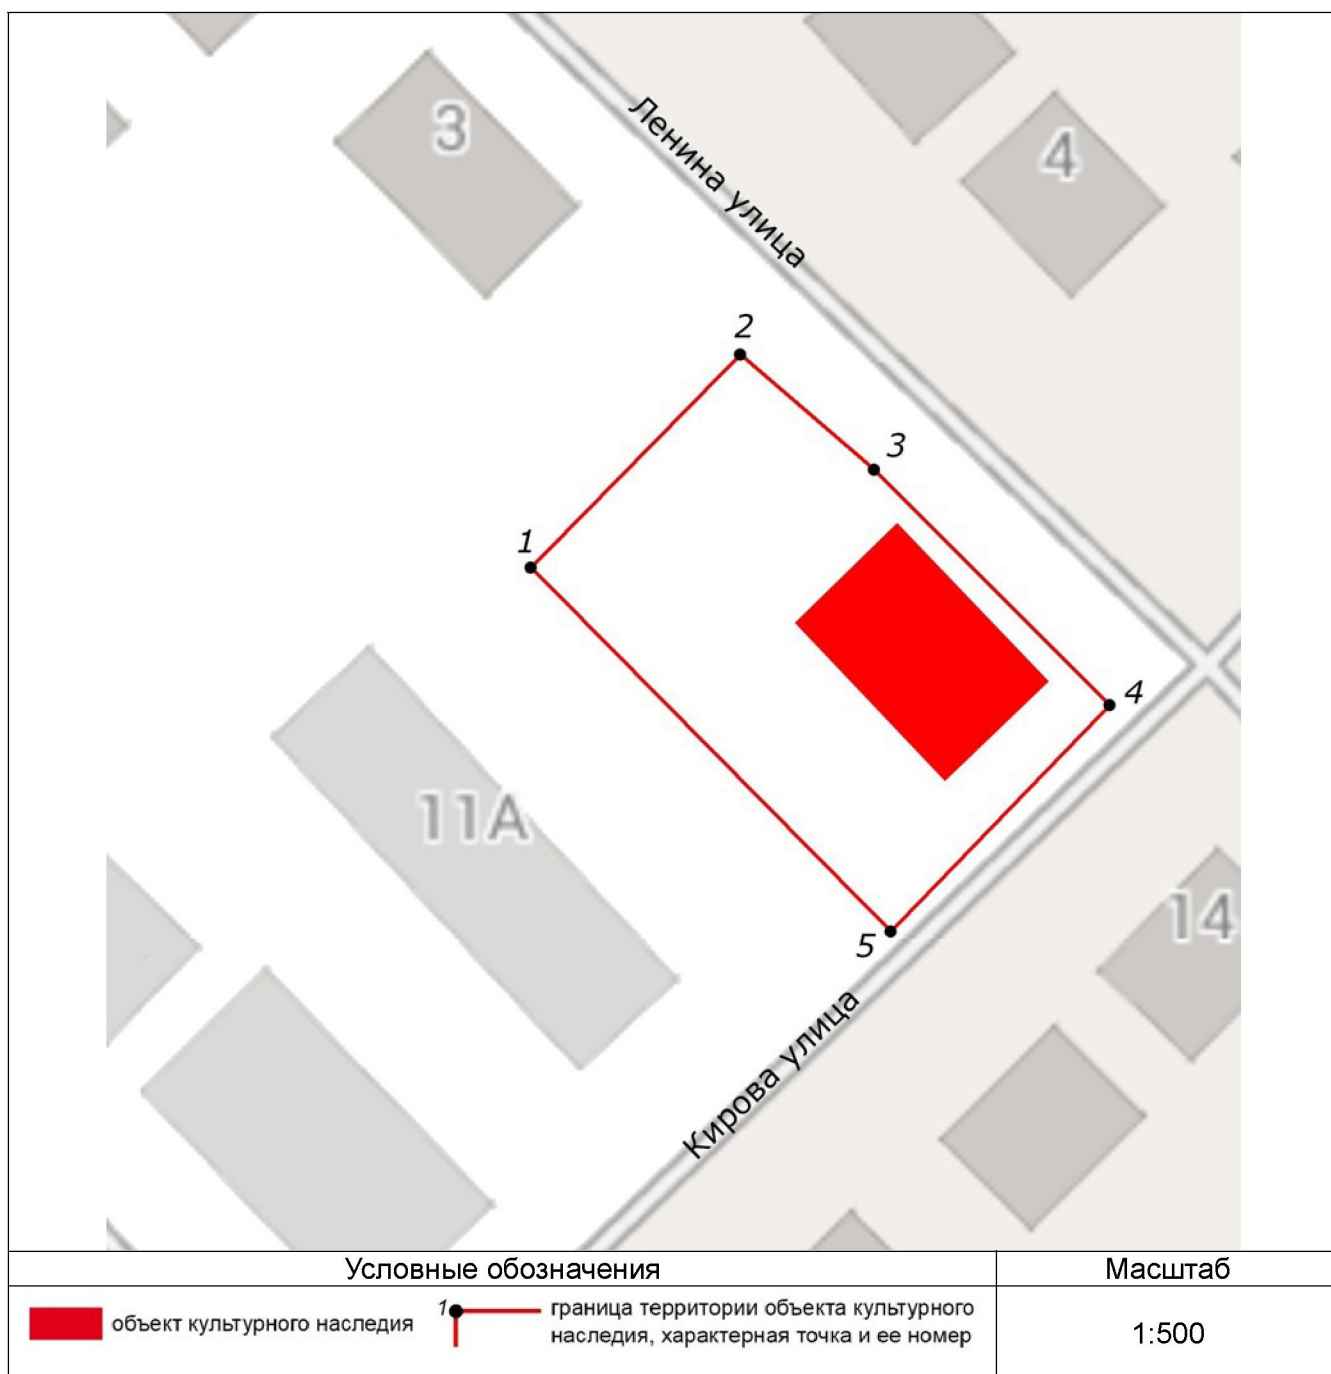 3
4
Ленина улица
2
3
1
4
11А
14
5
Кирова улица
Условные обозначения
Масштаб
объект культурного наследия
1
граница территории объекта культурного
наследия, характерная точка и ее номер
1:500